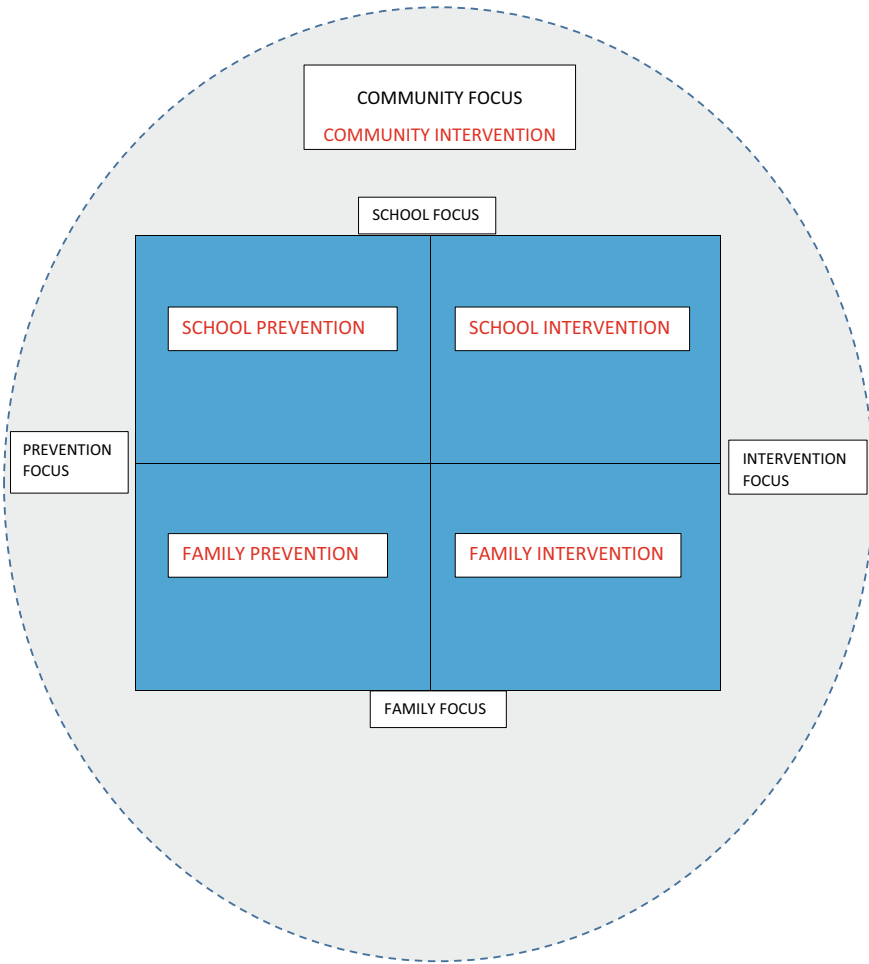 COMMUNITY FOCUS
COMMUNITY INTERVENTION
SCHOOL FOCUS
SCHOOL PREVENTION
SCHOOL INTERVENTION
PREVENTION
FOCUS
INTERVENTION
FOCUS
FAMILY PREVENTION
FAMILY INTERVENTION
FAMILY FOCUS